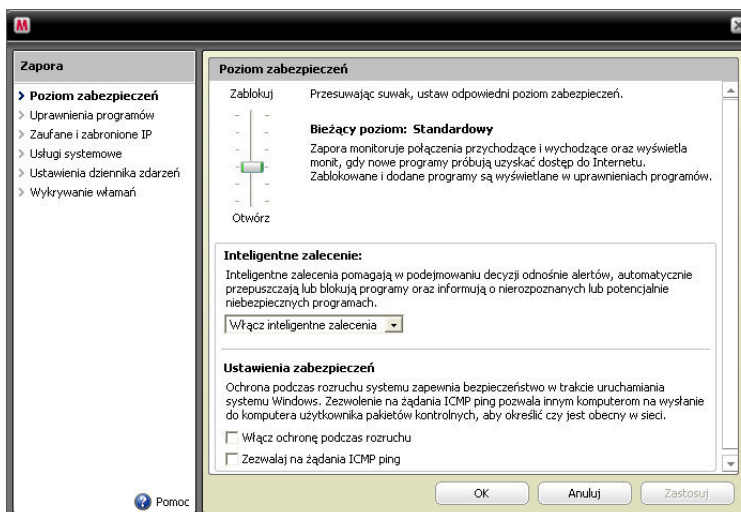 Zapora
Poziom zabezpieczeń
Uprawnienia programów
Zaufane i zabronione IP
Usługi systemowe
Ustawienia dziennika zdarzeń
Wykrywanie włamań
Pomoc
Poziom zabezpieczeń
Zablokuj
Otwórz
Przesuwając suwak, ustaw odpowiedni poziom zabezpieczeń.
Bieżący poziom: Standardowy
Zapora monitoruje połączenia przychodzące i wychodzące oraz wyświetla
monit, gdy nowe programy próbują uzyskać dostęp do Internetu.
Zablokowane i dodane programy są wyświetlane w uprawnieniach programów.
Inteligentne zalecenie:
Inteligentne zalecenia pomagają w podejmowaniu decyzji odnośnie alertów, automatycznie
przepuszczają lub blokują programy oraz informują o nierozpoznanych lub potencjalnie
niebezpiecznych programach.
Włącz inteligentne zalecenia
Ustawienia zabezpieczeń
Ochrona podczas rozruchu systemu zapewnia bezpieczeństwo w trakcie uruchamiania
systemu Windows. Zezwolenie na żądania ICMP ping pozwala innym komputerom na wysłanie
do komputera użytkownika pakietów kontrolnych, aby określić czy jest obecny w sieci.
Włącz ochronę podczas rozruchu
Zezwalaj na żądania ICMP ping
OK
Anuluj
Zastosuj